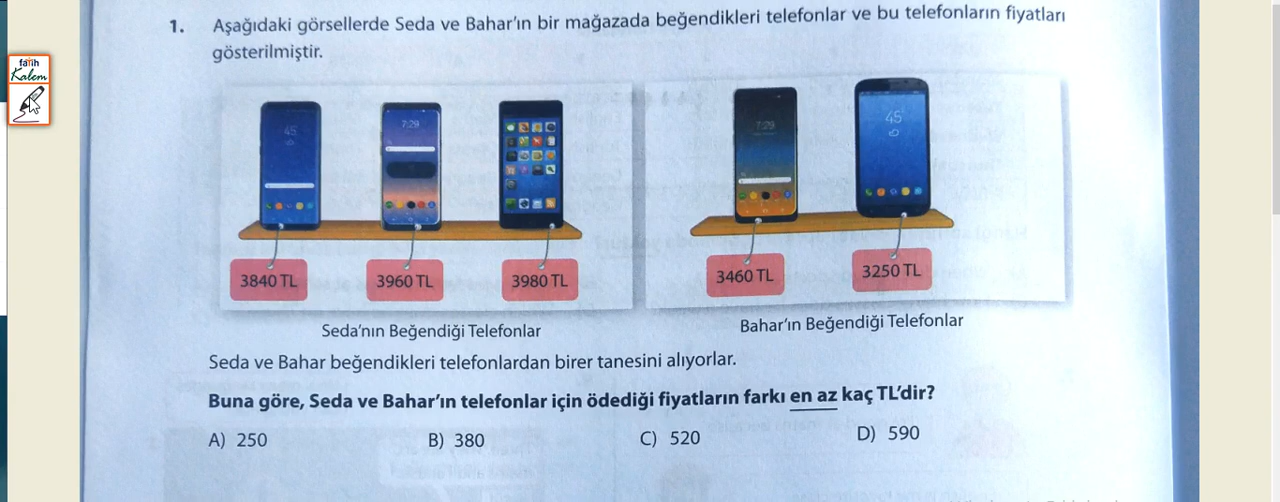 fatih
Kalem
1. Aşağıdaki görsellerde Seda ve Bahar'ın bir mağazada beğendikleri telefonlar ve bu telefonların fiyatları
gösterilmiştir.
45
7:29
7:29
45
3840 TL
3960 TL
3980 TL
3460 TL
3250 TL
Seda'nın Beğendiği Telefonlar
Bahar'ın Beğendiği Telefonlar
Seda ve Bahar beğendikleri telefonlardan birer tanesini alıyorlar.
Buna göre, Seda ve Bahar'ın telefonlar için ödediği fiyatların farkı en az kaç TL'dir?
A) 250
B) 380
C) 520
D) 590